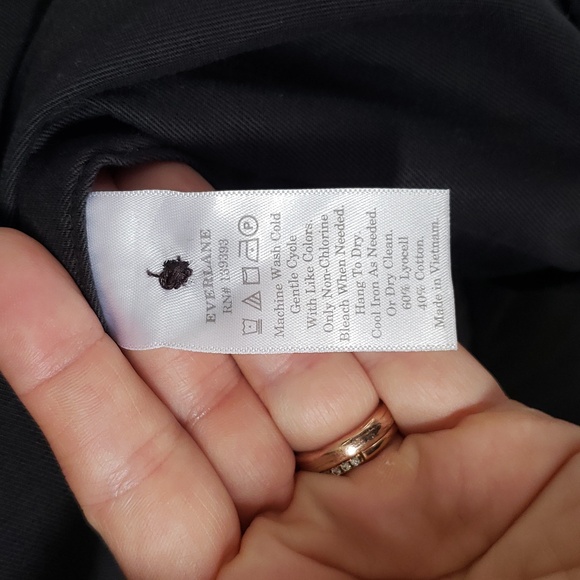 EVERLANE
RN# 139393
P
Machine Wash Cold
Gentle Cycle
With Like Colors.
Only Non-Chlorine
Bleach When Needed.
Hang To Dry.
Cool Iron As Needed.
Or Dry Clean.
60% Lyocell
40% Cotton.
Made in Vietnam.